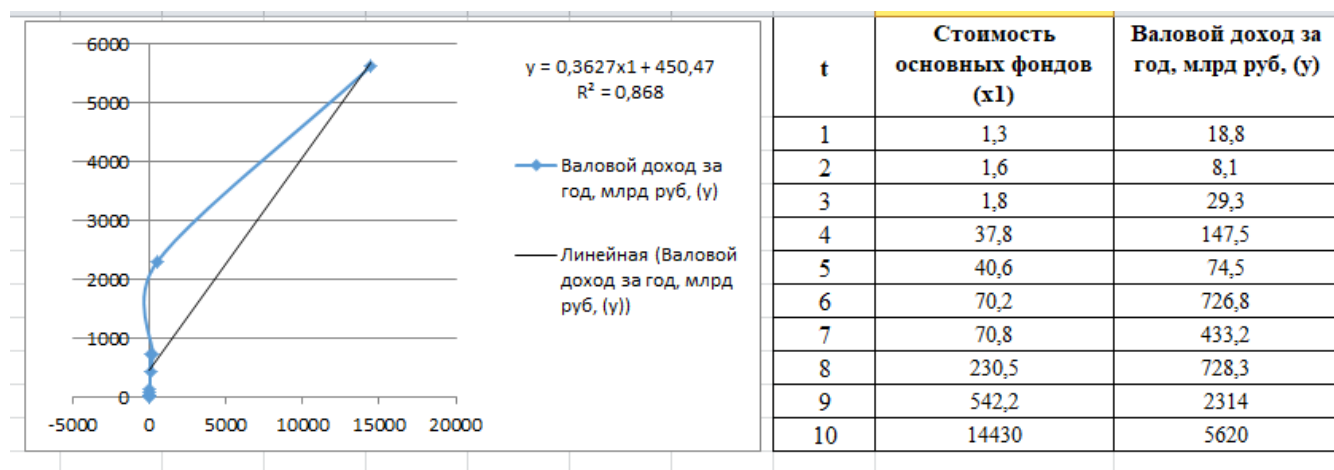 6000
5000
4000
3000
2000
1000
0
-5000 0 5000 10000 15000 20000
y = 0,3627x1 + 450,47
R² = 0,868
Валовой доход за
год, млрд руб, (y)
Линейная (Валовой
доход за год, млрд
руб, (y))
t
Стоимость
основных фондов
(x1)
Валовой доход за
год, млрд руб, (y)
1 1,3 18,8
2 1,6 8,1
3 1,8 29,3
4 37,8 147,5
5 40,6 74,5
6 70,2 726,8
7 70,8 433,2
8 230,5 728,3
9 542,2 2314
10 14430 5620